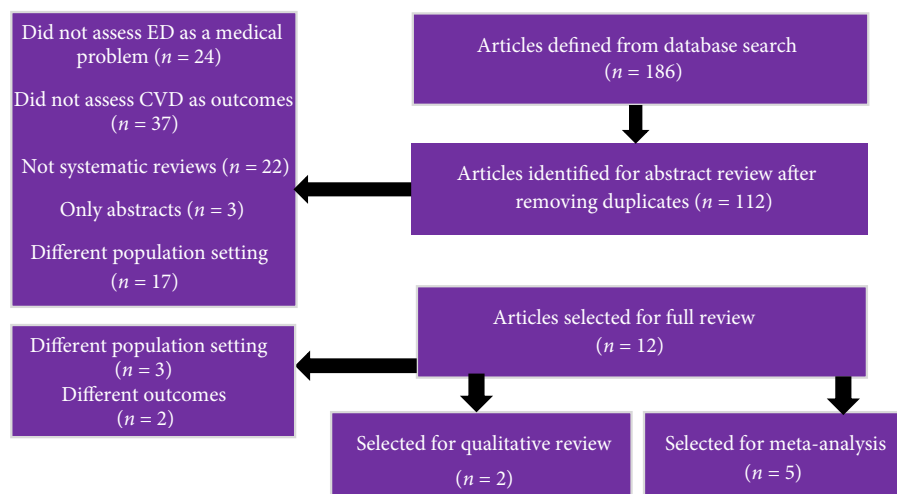 Did not assess ED as a medical
problem (n = 24)
Did not assess CVD as outcomes
(n = 37)
Not systematic reviews (n = 22)
Only abstracts (n = 3)
Different population setting
(n = 17)
Articles defined from database search
(n = 186)
Articles identified for abstract review after
removing duplicates (n = 112)
Different population setting
(n = 3)
Different outcomes
(n = 2)
Articles selected for full review
(n = 12)
Selected for qualitative review
(n = 2)
Selected for meta-analysis
(n = 5)